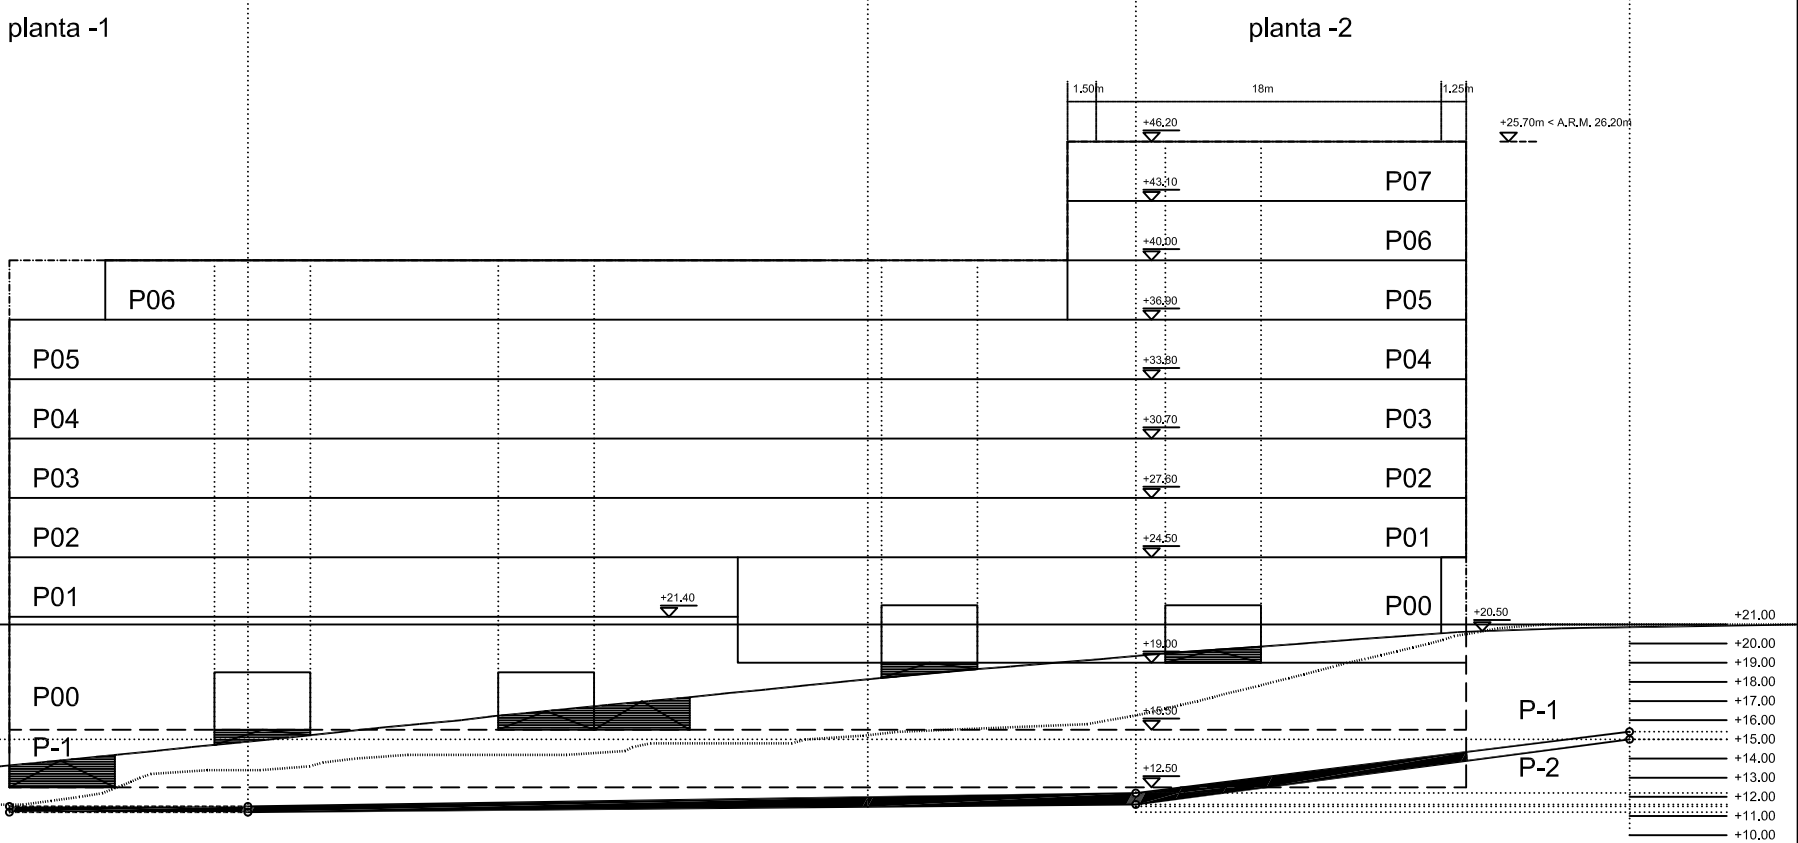 planta -1
planta -2
1.50m
18m
1.25m
+46.20
+25.70m < A.R.M. 26.20m
P07
+43.10
P06
+40.00
P06
P05
+36.90
P05
P04
+33.80
P04
P03
+30.70
P03
P02
+27.60
P02
P01
+24.50
P01
+21.40
P00
+20.50
+21.00
+20.00
+19.00
+19.00
+18.00
P00
+17.00
P-1
+15.50
+16.00
P-1
+15.00
+14.00
P-2
+12.50
+13.00
+12.00
+11.00
+10.00